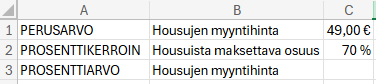 A B C
1 PERUSARVO Housujen myyntihinta 49,00 €
2 PROSENTTIKERROIN Housuista maksettava osuus 70 %
3 PROSENTTIARVO Housujen myyntihinta